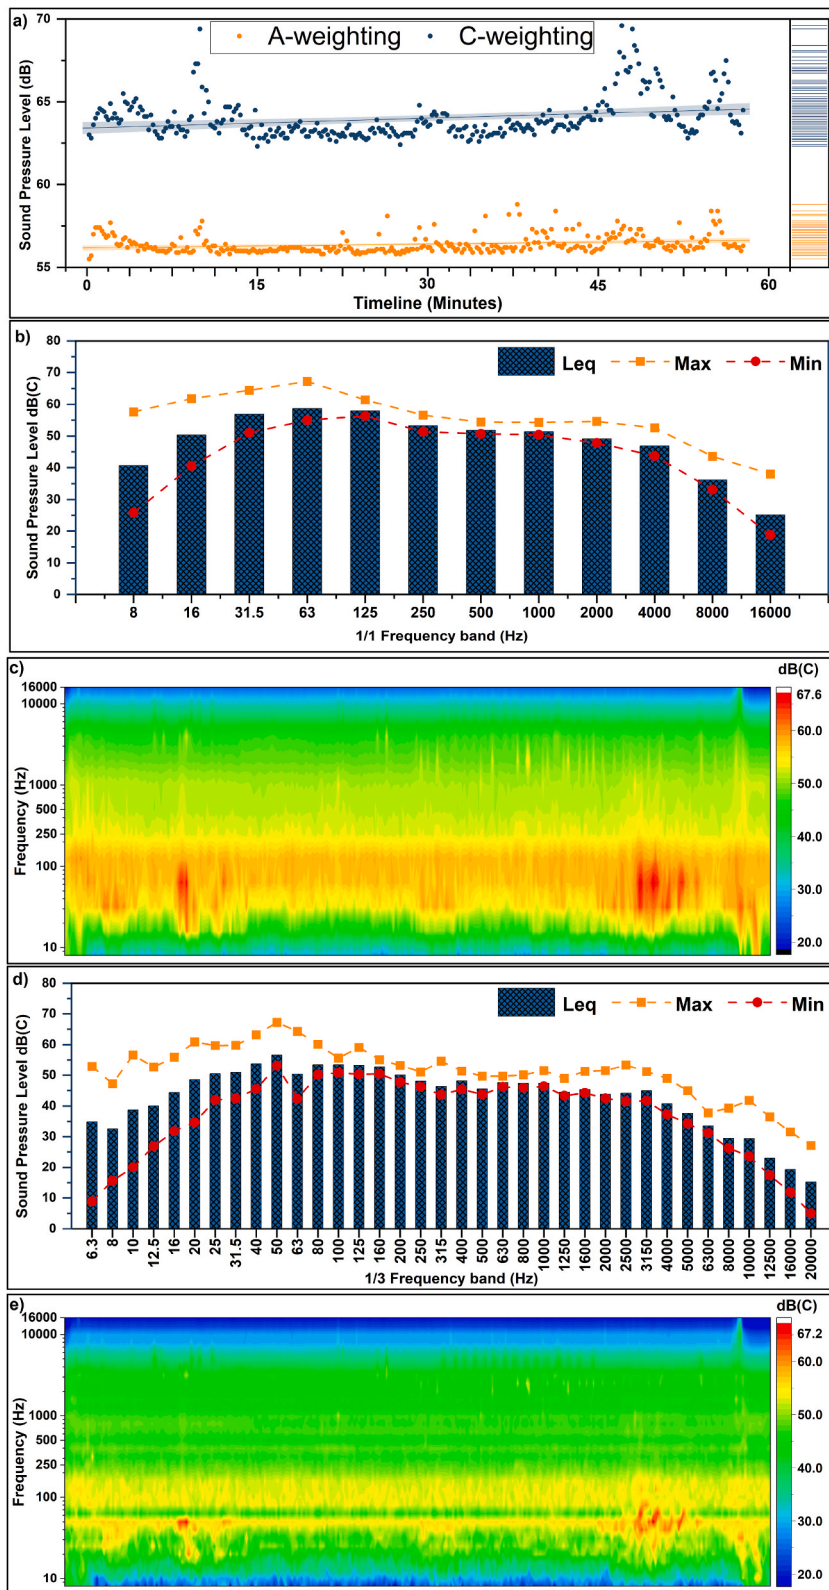 a)
A-weighting C-weighting
Sound Pressure Level (dB)
70
65
60
55
0 15 30 45 60
Timeline (Minutes)
b)
Leq Max Min
Sound Pressure Level dB(C)
80
70
60
50
40
30
20
10
0
8 16 31.5 63 125 250 500 1000 2000 4000 8000 16000
1/1 Frequency band (Hz)
c)
dB(C)
Frequency (Hz)
16000
10000
1000
500
250
100
10
67.6
60.0
50.0
40.0
30.0
20.0
d)
Leq Max Min
Sound Pressure Level dB(C)
80
70
60
50
40
30
20
10
0
6.3 8 10 12.5 16 20 25 31.5 40 50 63 80 100 125 160 200 250 315 400 500 630 800 1000 1250 1600 2000 2500 3150 4000 5000 6300 8000 10000 12500 16000 20000
1/3 Frequency band (Hz)
e)
dB(C)
Frequency (Hz)
16000
10000
1000
500
250
100
10
67.2
60.0
50.0
40.0
30.0
20.0